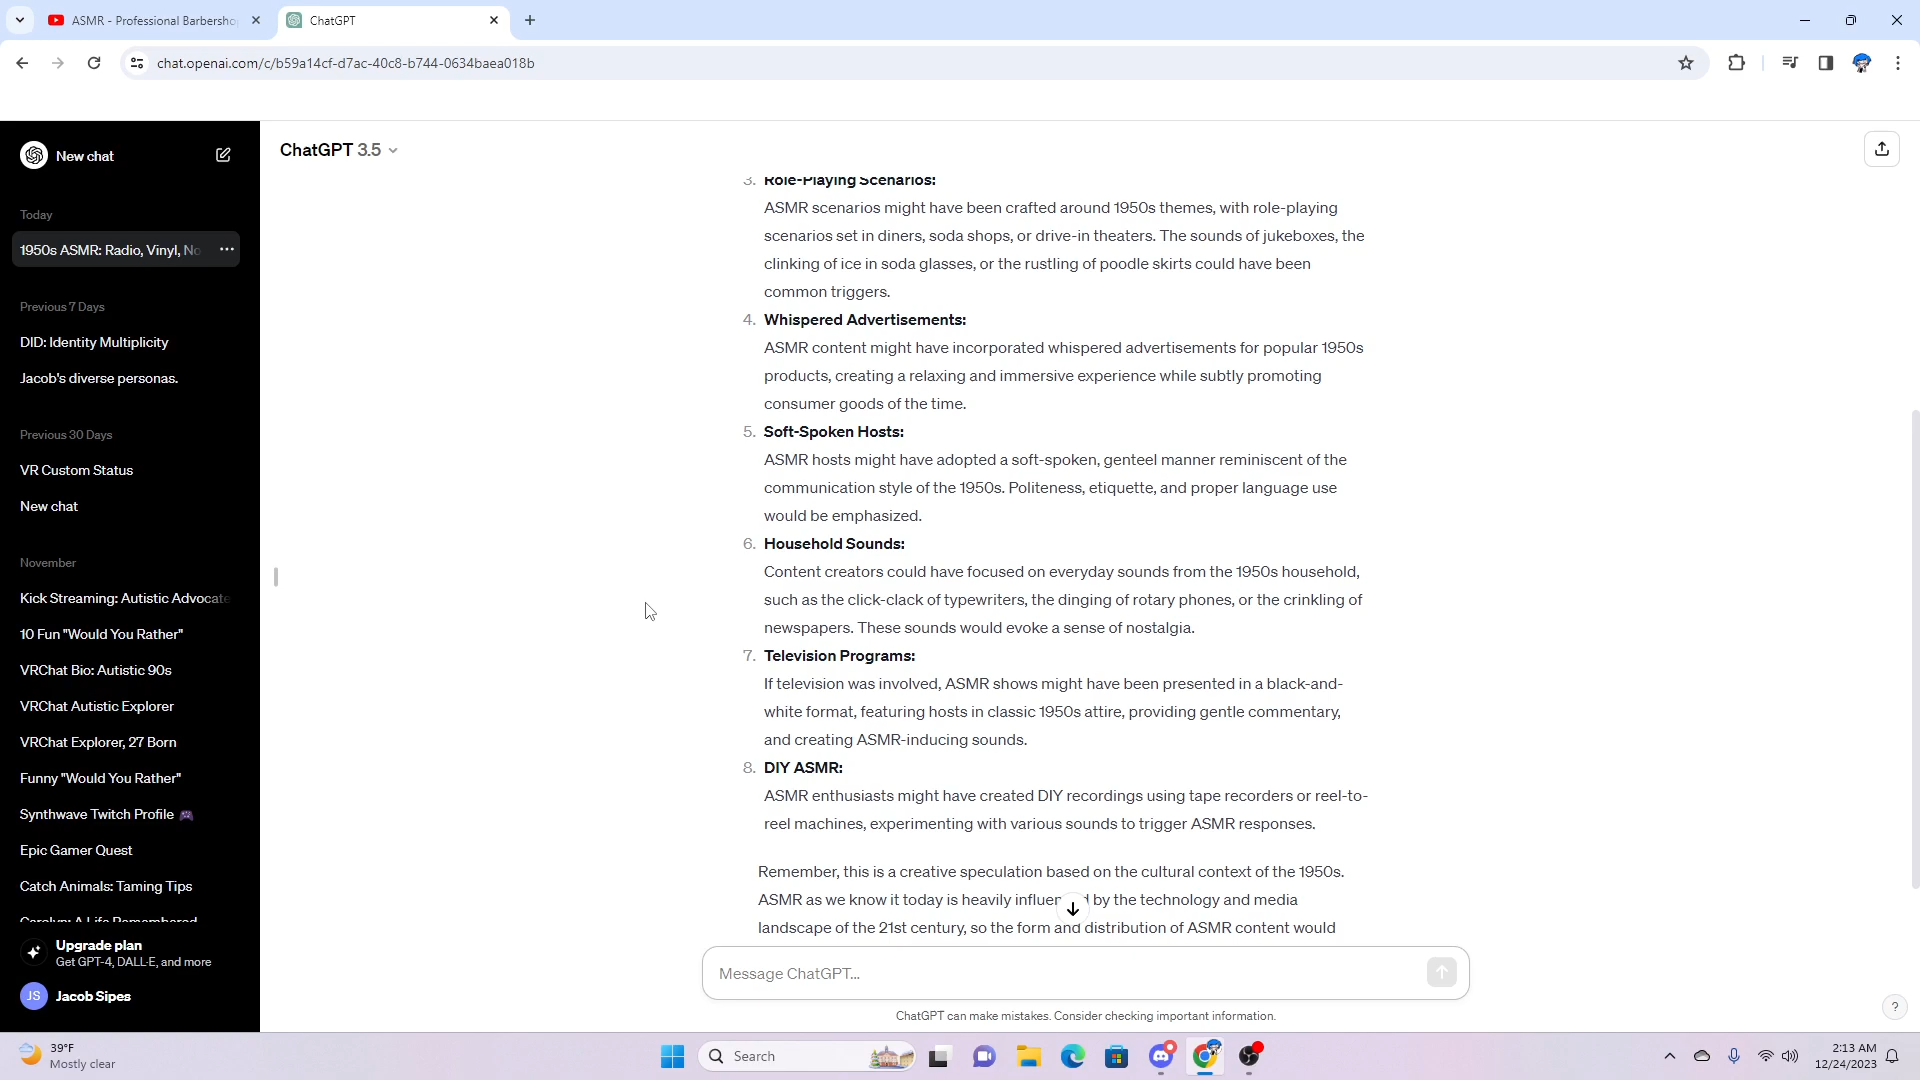 ASMR - Professional Barbersho
ChatGPT
chat.openai.com/c/b59a14cf-d7ac-40c8-b744-0634baea018b
New chat
Today
1950s ASMR: Radio, Vinyl, No
Previous 7 Days
DID: Identity Multiplicity
Jacob's diverse personas.
Previous 30 Days
VR Custom Status
New chat
November
Kick Streaming: Autistic Advocate
10 Fun "Would You Rather"
VRChat Bio: Autistic 90s
VRChat Autistic Explorer
VRChat Explorer, 27 Born
Funny "Would You Rather"
Synthwave Twitch Profile 🎮
Epic Gamer Quest
Catch Animals: Taming Tips
Carolyn: A Life Remembered
Upgrade plan
Get GPT-4, DALL·E, and more
JS Jacob Sipes
ChatGPT 3.5
3. Role-Playing Scenarios:
ASMR scenarios might have been crafted around 1950s themes, with role-playing
scenarios set in diners, soda shops, or drive-in theaters. The sounds of jukeboxes, the
clinking of ice in soda glasses, or the rustling of poodle skirts could have been
common triggers.
4. Whispered Advertisements:
ASMR content might have incorporated whispered advertisements for popular 1950s
products, creating a relaxing and immersive experience while subtly promoting
consumer goods of the time.
5. Soft-Spoken Hosts:
ASMR hosts might have adopted a soft-spoken, genteel manner reminiscent of the
communication style of the 1950s. Politeness, etiquette, and proper language use
would be emphasized.
6. Household Sounds:
Content creators could have focused on everyday sounds from the 1950s household,
such as the click-clack of typewriters, the dinging of rotary phones, or the crinkling of
newspapers. These sounds would evoke a sense of nostalgia.
7. Television Programs:
If television was involved, ASMR shows might have been presented in a black-and-
white format, featuring hosts in classic 1950s attire, providing gentle commentary,
and creating ASMR-inducing sounds.
8. DIY ASMR:
ASMR enthusiasts might have created DIY recordings using tape recorders or reel-to-
reel machines, experimenting with various sounds to trigger ASMR responses.
Remember, this is a creative speculation based on the cultural context of the 1950s.
ASMR as we know it today is heavily influenced by the technology and media
landscape of the 21st century, so the form and distribution of ASMR content would
Message ChatGPT...
ChatGPT can make mistakes. Consider checking important information.
?
39°F
Mostly clear
Search
2:13 AM
12/24/2023